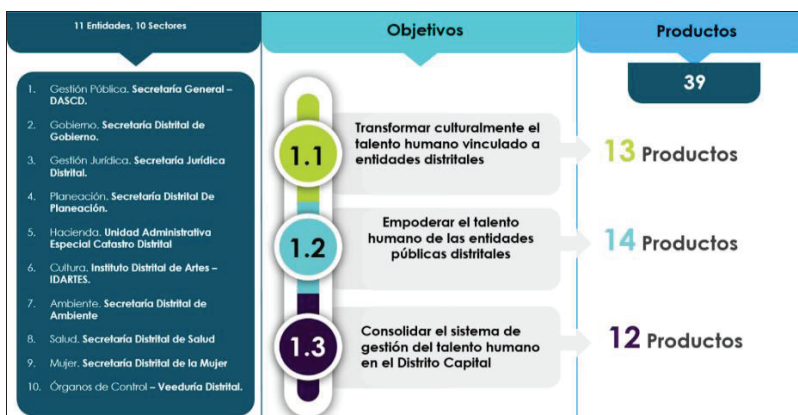 11 Entidades, 10 Sectores
1. Gestión Pública. Secretaría General –
DASCD.
2. Gobierno. Secretaría Distrital de
Gobierno.
3. Gestión Jurídica. Secretaría Jurídica
Distrital.
4. Planeación. Secretaría Distrital De
Planeación.
5. Hacienda. Unidad Administrativa
Especial Catastro Distrital
6. Cultura. Instituto Distrital de Artes –
IDARTES.
7. Ambiente. Secretaría Distrital de
Ambiente
8. Salud. Secretaría Distrital de Salud
9. Mujer. Secretaría Distrital de la Mujer
10. Órganos de Control – Veeduría Distrital.
Objetivos
1.1
Transformar culturalmente el
talento humano vinculado a
entidades distritales
1.2
Empoderar el talento
humano de las entidades
públicas distritales
1.3
Consolidar el sistema de
gestión del talento humano
en el Distrito Capital
Productos
39
13 Productos
14 Productos
12 Productos